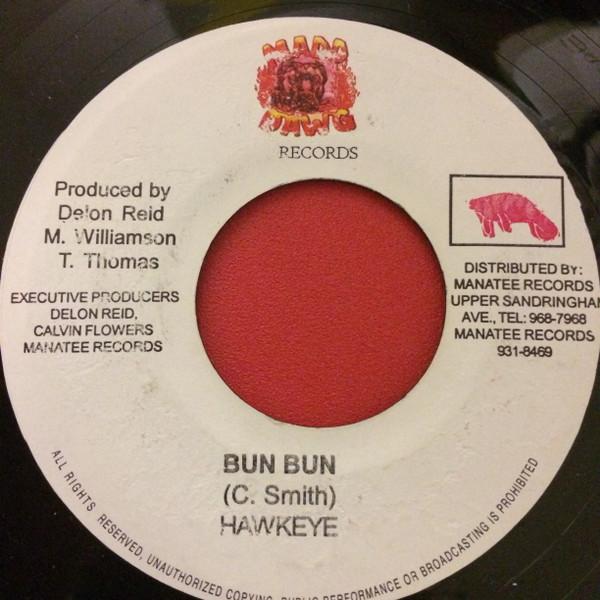 MADD
DAWG
RECORDS
Produced by
Delon Reid
M. Williamson
T. Thomas
EXECUTIVE PRODUCERS
DELON REID,
CALVIN FLOWERS
MANATEE RECORDS
DISTRIBUTED BY:
MANATEE RECORDS
UPPER SANDRINGHAM
AVE., TEL: 968-7968
MANATEE RECORDS
931-8469
BUN BUN
(C. Smith)
HAWKEYE
ALL RIGHTS RESERVED, UNAUTHORIZED COPYING, PUBLIC PERFORMANCE OR BROADCASTING IS PROHIBITED